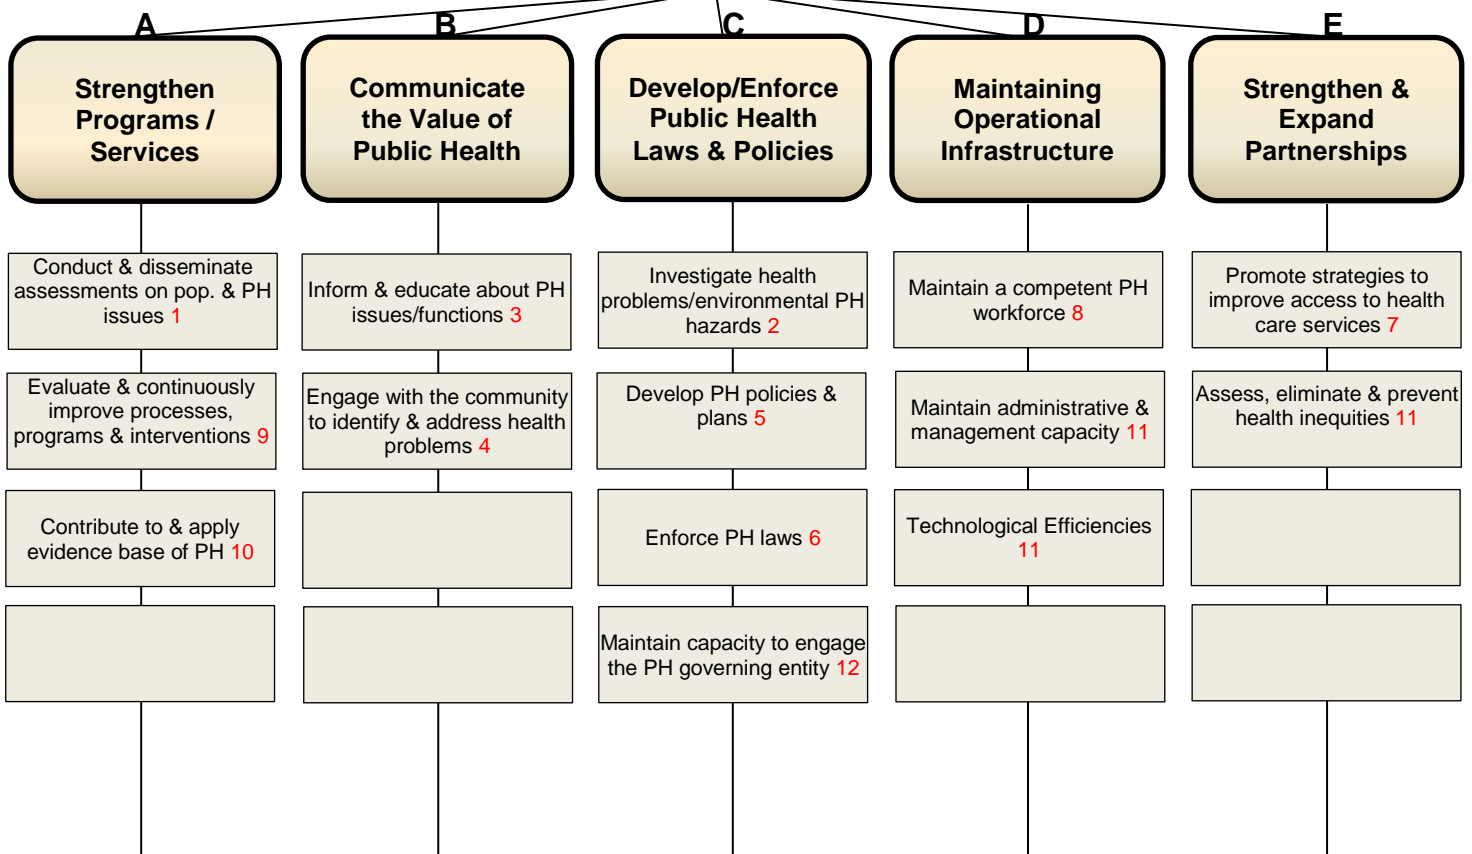 A
B
C
D
E
Strengthen
Programs /
Services
Communicate
the Value of
Public Health
Develop/Enforce
Public Health
Laws & Policies
Maintaining
Operational
Infrastructure
Strengthen &
Expand
Partnerships
Conduct & disseminate
assessments on pop. & PH
issues 1
Inform & educate about PH
issues/functions 3
Investigate health
problems/environmental PH
hazards 2
Maintain a competent PH
workforce 8
Promote strategies to
improve access to health
care services 7
Evaluate & continuously
improve processes,
programs & interventions 9
Engage with the community
to identify & address health
problems 4
Develop PH policies &
plans 5
Maintain administrative &
management capacity 11
Assess, eliminate & prevent
health inequities 11
Contribute to & apply
evidence base of PH 10
Enforce PH laws 6
Technological Efficiencies
11
Maintain capacity to engage
the PH governing entity 12